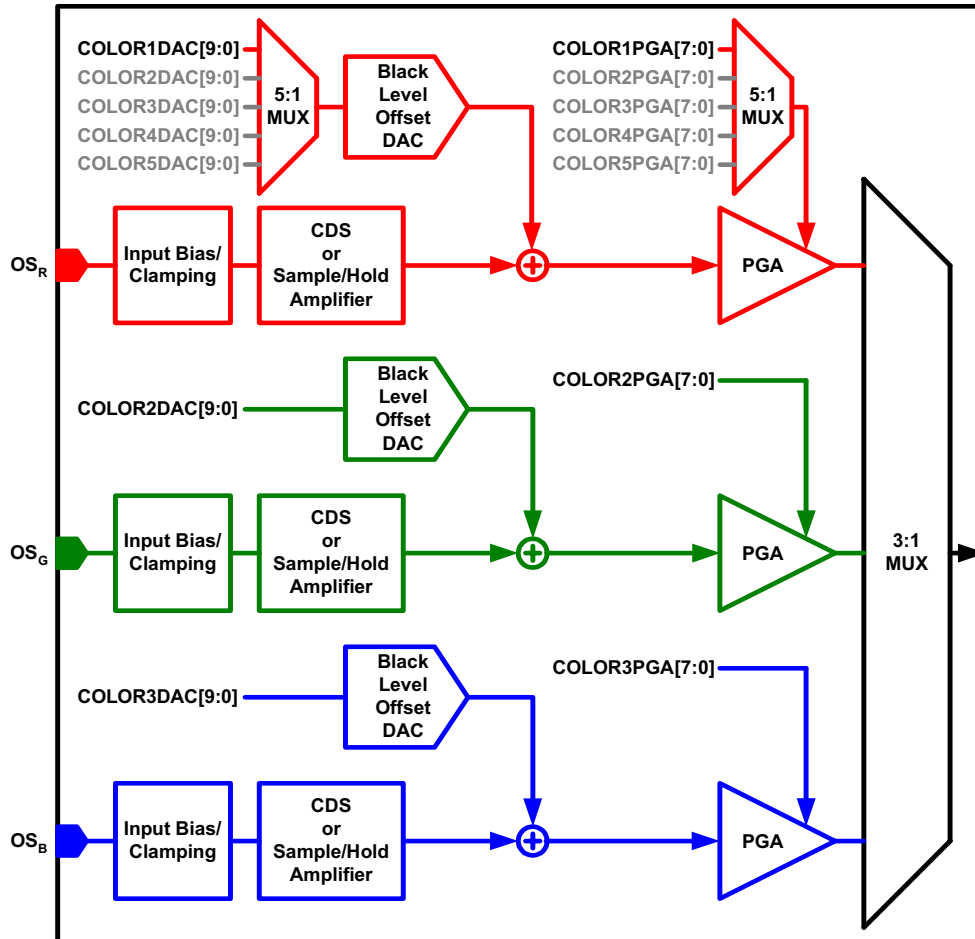 COLOR1DAC[9:0]
COLOR2DAC[9:0]
COLOR3DAC[9:0]
COLOR4DAC[9:0]
COLOR5DAC[9:0]
5:1
MUX
Black
Level
Offset
DAC
COLOR1PGA[7:0]
COLOR2PGA[7:0]
COLOR3PGA[7:0]
COLOR4PGA[7:0]
COLOR5PGA[7:0]
5:1
MUX
OSR
Input Bias/
Clamping
CDS
or
Sample/Hold
Amplifier
PGA
COLOR2DAC[9:0]
Black
Level
Offset
DAC
COLOR2PGA[7:0]
OSG
Input Bias/
Clamping
CDS
or
Sample/Hold
Amplifier
PGA
3:1
MUX
COLOR3DAC[9:0]
Black
Level
Offset
DAC
COLOR3PGA[7:0]
OSB
Input Bias/
Clamping
CDS
or
Sample/Hold
Amplifier
PGA